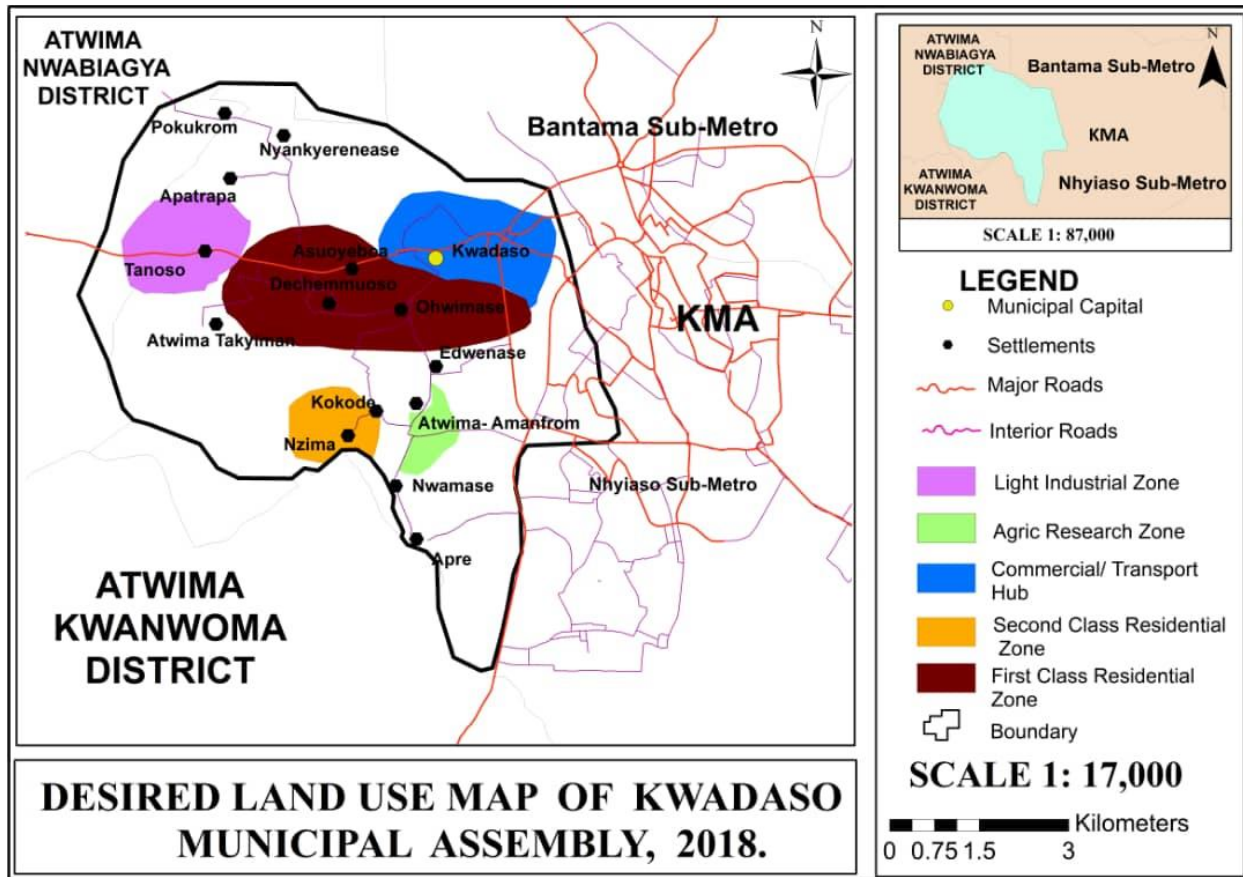 ATWIMA
NWABIAGYA
DISTRICT
N
Bantama Sub-Metro
Pokukrom
Nyankyerenease
Apatrapa
Asuoyeboa
Kwadaso
Tanoso
Dechemmuoso
Ohwimase
KMA
Atwima Takyiman
Edwenase
Kokode
Atwima- Amanfrom
Nzima
Nwamase
Nhyiaso Sub-Metro
Apre
ATWIMA
KWANWOMA
DISTRICT
DESIRED LAND USE MAP OF KWADASO
MUNICIPAL ASSEMBLY, 2018.
ATWIMA
NWABIAGYA
DISTRICT
N
Bantama Sub-Metro
KMA
ATWIMA
KWANWOMA
DISTRICT
Nhyiaso Sub-Metro
SCALE 1: 87,000
LEGEND
Municipal Capital
Settlements
Major Roads
Interior Roads
Light Industrial Zone
Agric Research Zone
Commercial/ Transport
Hub
Second Class Residential
Zone
First Class Residential
Zone
Boundary
SCALE 1: 17,000
Kilometers
0 0.75 1.5 3